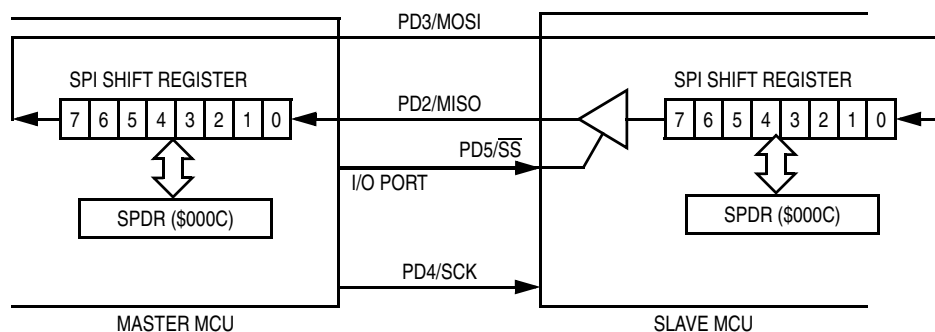 PD3/MOSI
SPI SHIFT REGISTER
SPI SHIFT REGISTER
7 6 5 4 3 2 1 0
PD2/MISO
7 6 5 4 3 2 1 0
PD5/S̅S̅
I/O PORT
SPDR ($000C)
SPDR ($000C)
PD4/SCK
MASTER MCU
SLAVE MCU